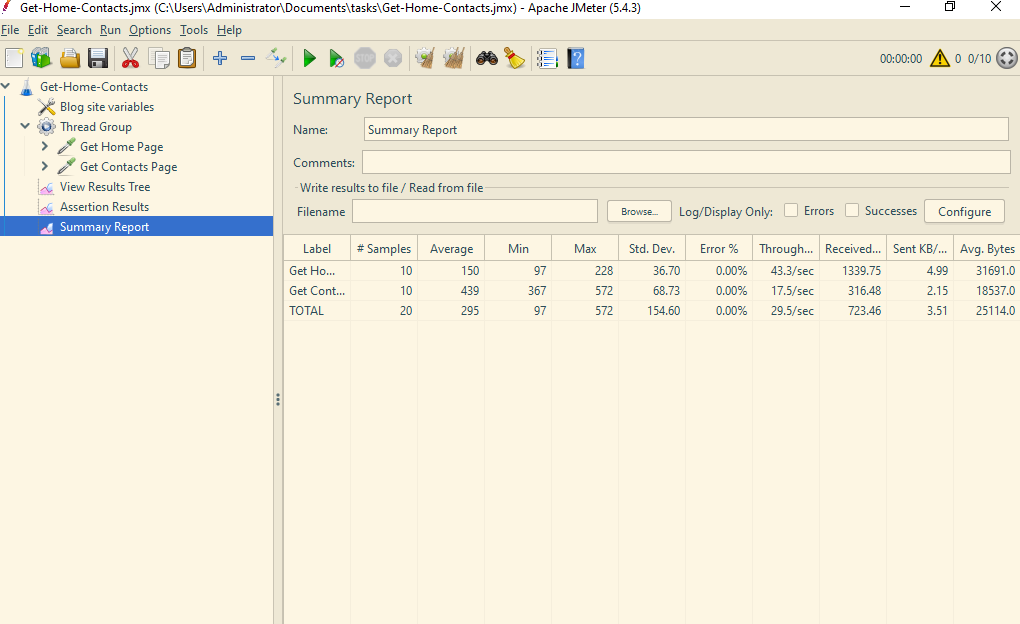 Get-Home-Contacts.jmx (C:\Users\Administrator\Documents\tasks\Get-Home-Contacts.jmx) - Apache JMeter (5.4.3)
File Edit Search Run Options Tools Help
STOP 00:00:00 0 0/10
Get-Home-Contacts
Blog site variables
Thread Group
Get Home Page
Get Contacts Page
View Results Tree
Assertion Results
Summary Report
Summary Report
Name: Summary Report
Comments:
Write results to file / Read from file
Filename Browse... Log/Display Only: Errors Successes Configure
Label # Samples Average Min Max Std. Dev. Error % Through... Received... Sent KB/... Avg. Bytes
Get Ho... 10 150 97 228 36.70 0.00% 43.3/sec 1339.75 4.99 31691.0
Get Cont... 10 439 367 572 68.73 0.00% 17.5/sec 316.48 2.15 18537.0
TOTAL 20 295 97 572 154.60 0.00% 29.5/sec 723.46 3.51 25114.0